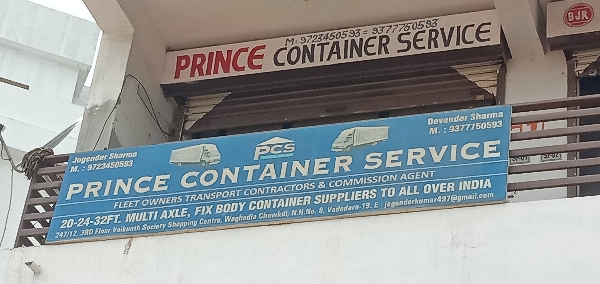 M. 9723450593 = 9377750593
PRINCE CONTAINER SERVICE
BJR
Jogender Sharma
M. : 9723450593
PCS
Devender Sharma
M. : 9377750593
PRINCE CONTAINER SERVICE
FLEET OWNERS TRANSPORT CONTRACTORS & COMMISSION AGENT
20-24-32FT. MULTI AXLE, FIX BODY CONTAINER SUPPLIERS TO ALL OVER INDIA
247/12, 3RD Floor Vaikunth Society Shopping Centre, Waghodia Chowkdi, N.H.No. 8, Vadodara-19. E : jogenderkumar497@gmail.com